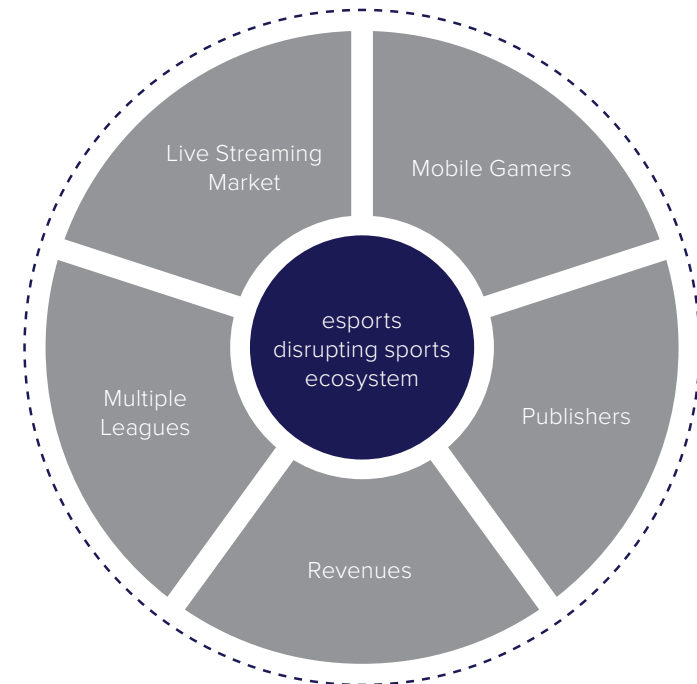 Live Streaming
Market
Mobile Gamers
esports
disrupting sports
ecosystem
Multiple
Leagues
Publishers
Revenues